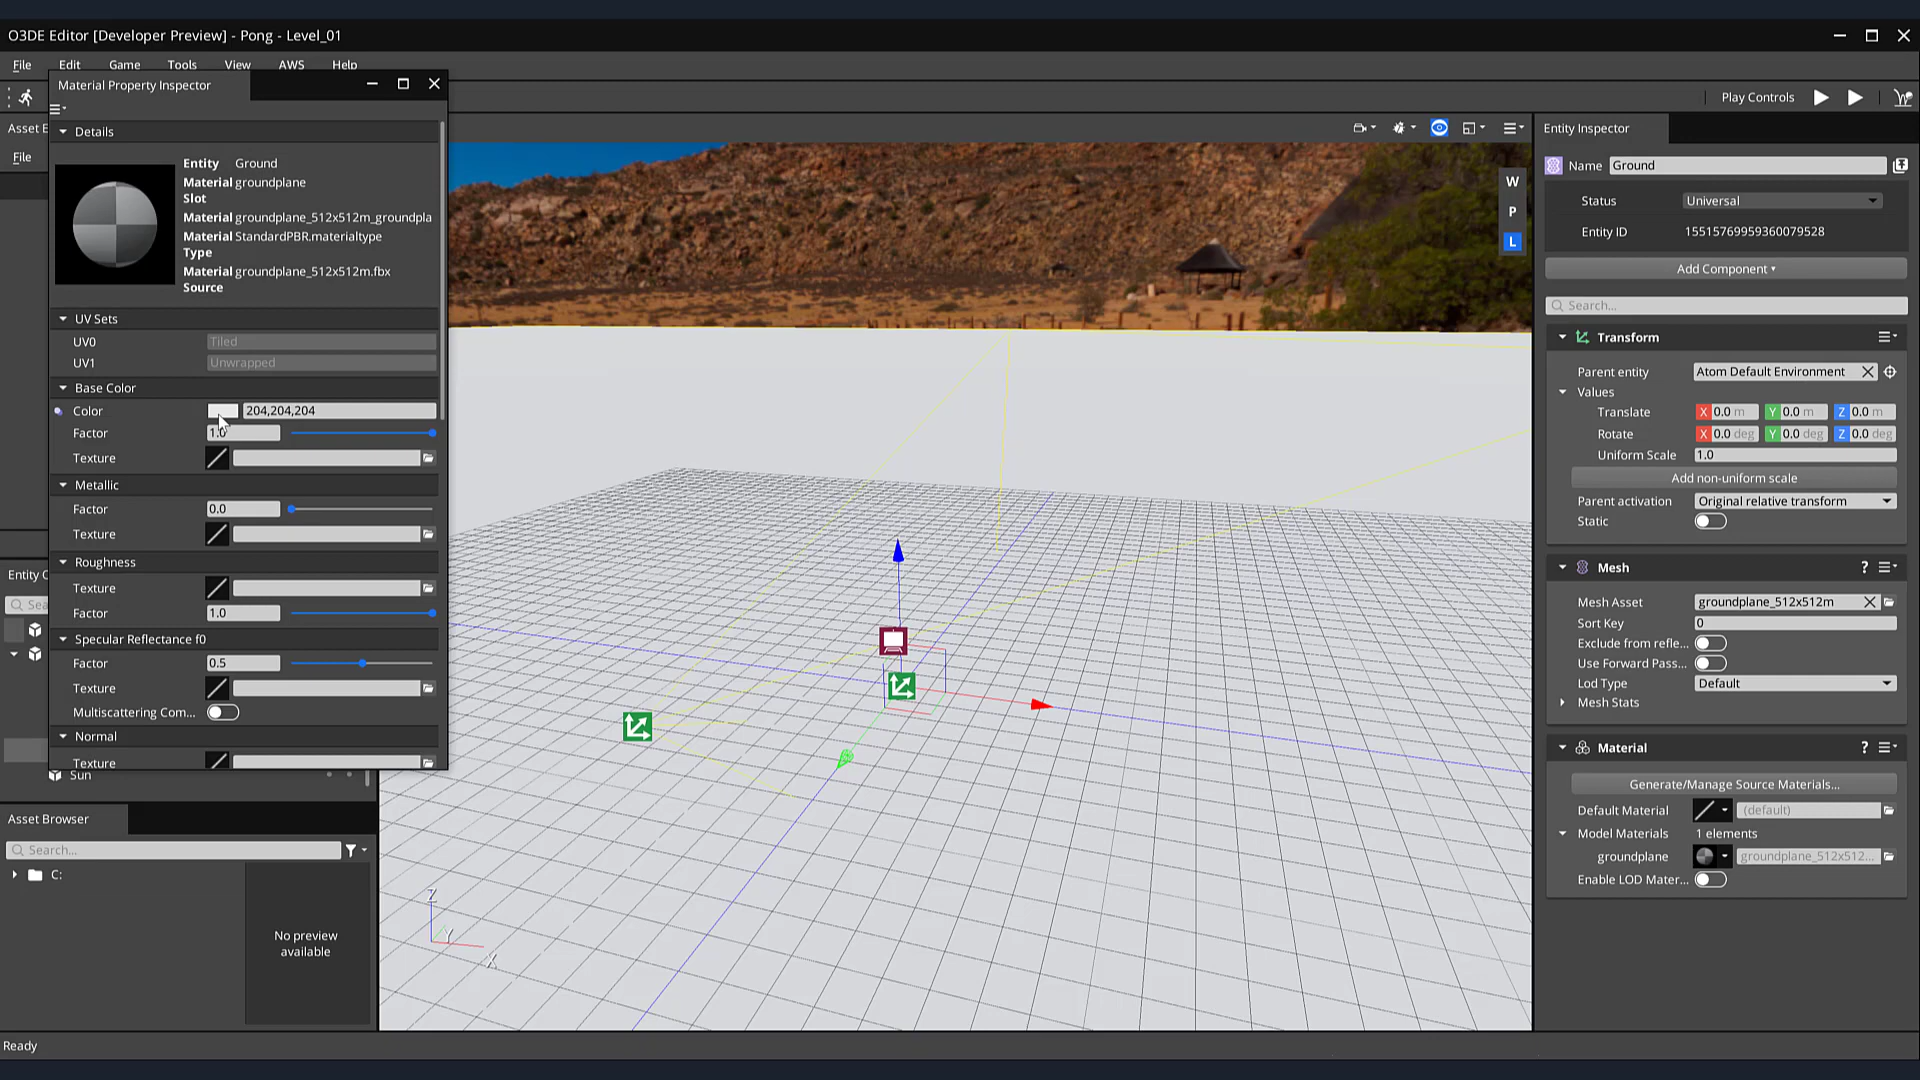 O3DE Editor [Developer Preview] - Pong - Level_01
File Edit Game Tools View AWS Help
Material Property Inspector
Play Controls
Asset E
File
Details
Entity Ground
Material groundplane
Slot
Material groundplane_512x512m_groundpla
Material StandardPBR.materialtype
Type
Material groundplane_512x512m.fbx
Source
UV Sets
UV0 Tiled
UV1 Unwrapped
Base Color
Color 204,204,204
Factor 1.0
Texture
Metallic
Factor 0.0
Texture
Roughness
Texture
Factor 1.0
Specular Reflectance f0
Factor 0.5
Texture
Multiscattering Com...
Normal
Texture
Entity O
Sea
Sun
Asset Browser
Search...
C:
No preview
available
W
P
L
Z
Y
X
Entity Inspector
Name Ground
Status Universal
Entity ID 15515769959360079528
Add Component
Search...
Transform
Parent entity Atom Default Environment
Values
Translate X 0.0 m Y 0.0 m Z 0.0 m
Rotate X 0.0 deg Y 0.0 deg Z 0.0 deg
Uniform Scale 1.0
Add non-uniform scale
Parent activation Original relative transform
Static
Mesh ?
Mesh Asset groundplane_512x512m
Sort Key 0
Exclude from refle...
Use Forward Pass...
Lod Type Default
Mesh Stats
Material ?
Generate/Manage Source Materials...
Default Material (default)
Model Materials 1 elements
groundplane groundplane_512x512...
Enable LOD Mater...
Ready